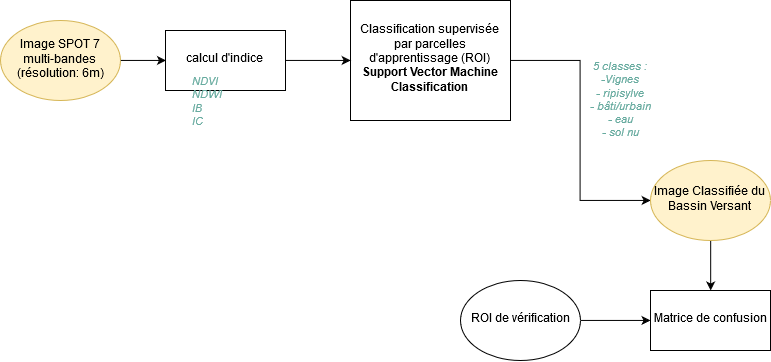 Image SPOT 7
multi-bandes
(résolution: 6m)
calcul d'indice
NDVI
NDWI
IB
IC
Classification supervisée
par parcelles
d'apprentissage (ROI)
Support Vector Machine
Classification
5 classes :
-Vignes
- ripisylve
- bâti/urbain
- eau
- sol nu
Image Classifiée du
Bassin Versant
ROI de vérification
Matrice de confusion